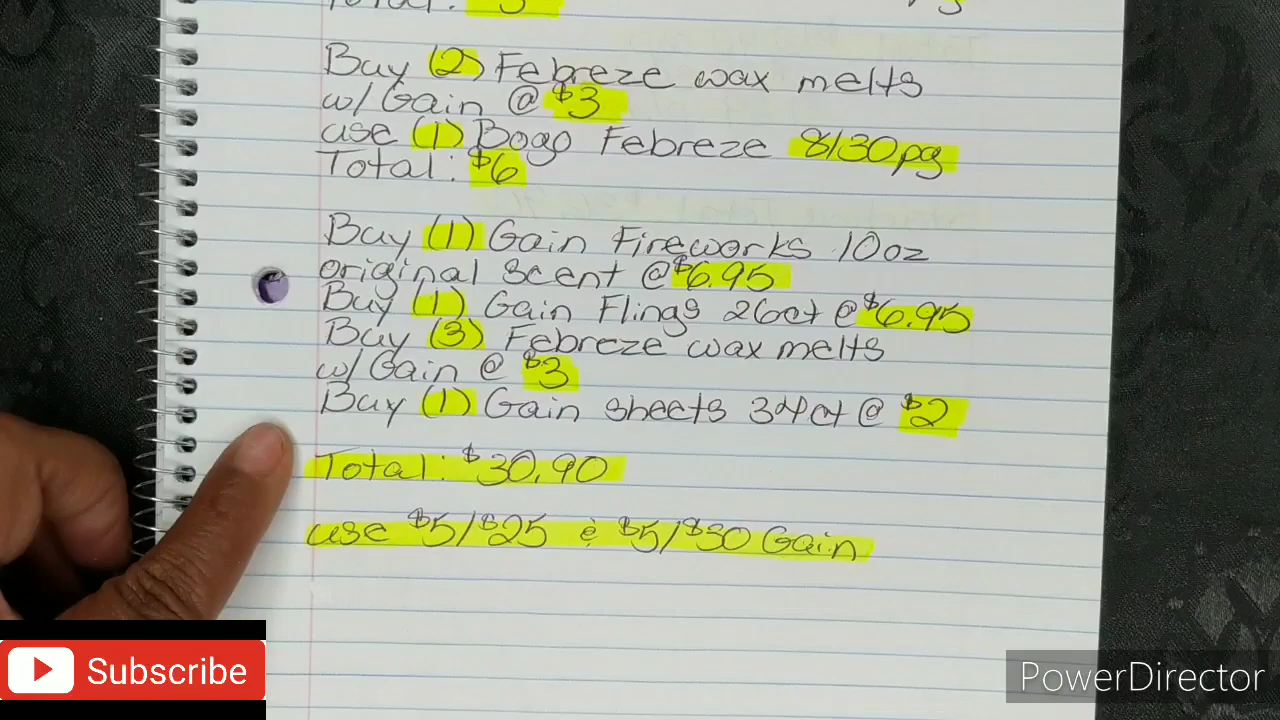 Total: $3
Buy (2) Febreze wax melts
w/ Gain @ $3
use (1) Bogo Febreze 8/30pg
Total: $6
Buy (1) Gain Fireworks 10oz
original scent @ $6.95
Buy (1) Gain Flings 26ct @ $6.95
Buy (3) Febreze wax melts
w/ Gain @ $3
Buy (1) Gain sheets 34ct @ $2
Total: $30.90
use $5/$25 & $5/$30 Gain
Subscribe
PowerDirector